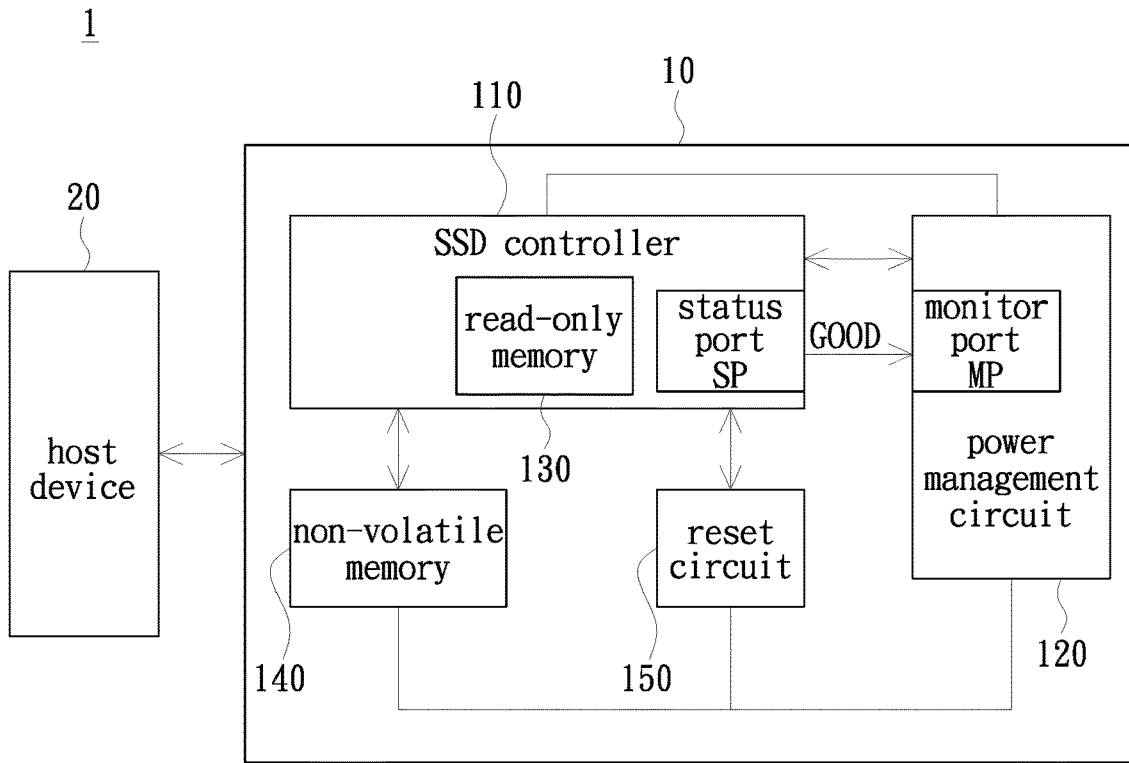 1
10
110
20
SSD controller
read-only
memory
status
port
SP
GOOD
monitor
port
MP
host
device
130
power
management
circuit
non-volatile
memory
reset
circuit
140
150
120